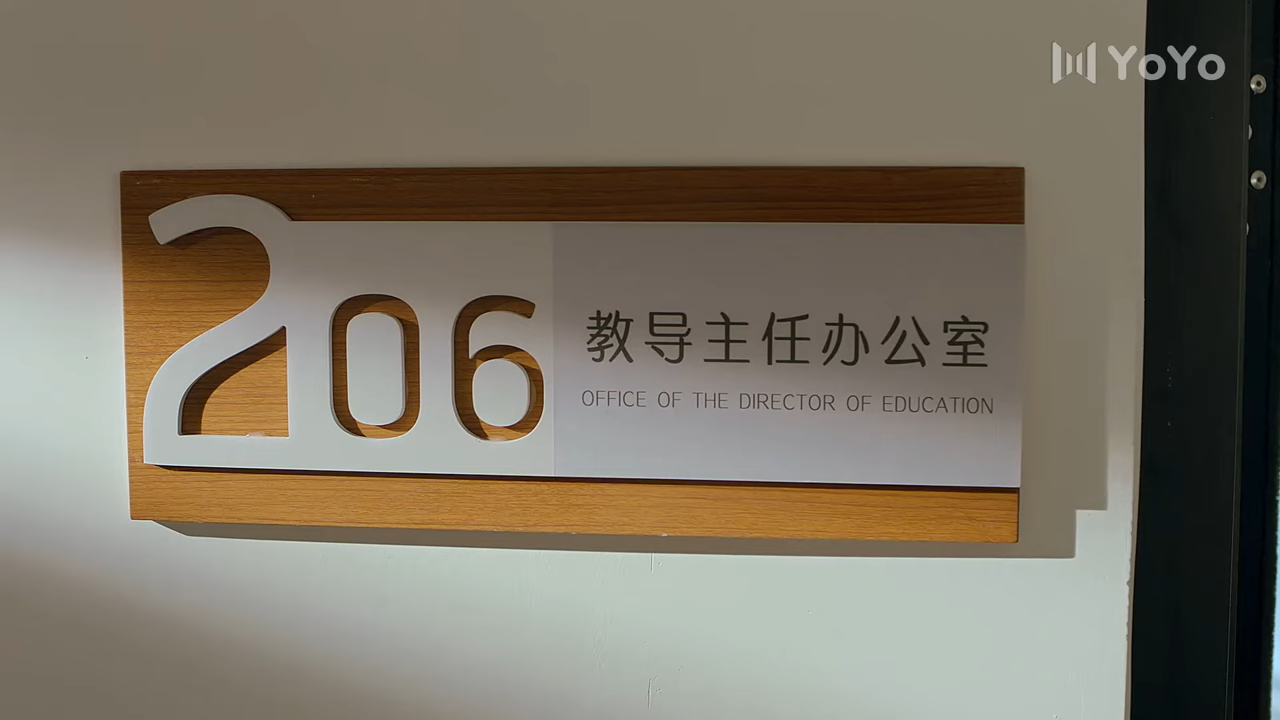 YoYo
206
教导主任办公室
OFFICE OF THE DIRECTOR OF EDUCATION